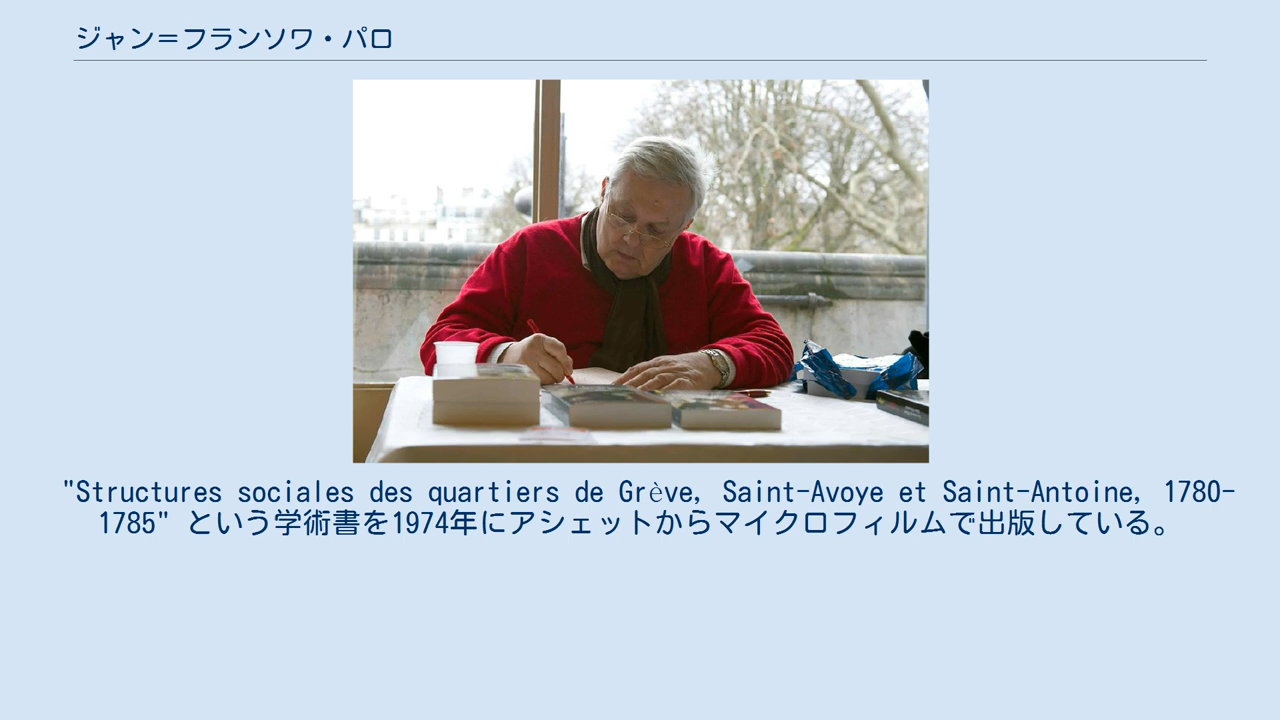 ジャン＝フランソワ・パロ
"Structures sociales des quartiers de Grève, Saint-Avoye et Saint-Antoine, 1780-
1785" という学術書を1974年にアシェットからマイクロフィルムで出版している。